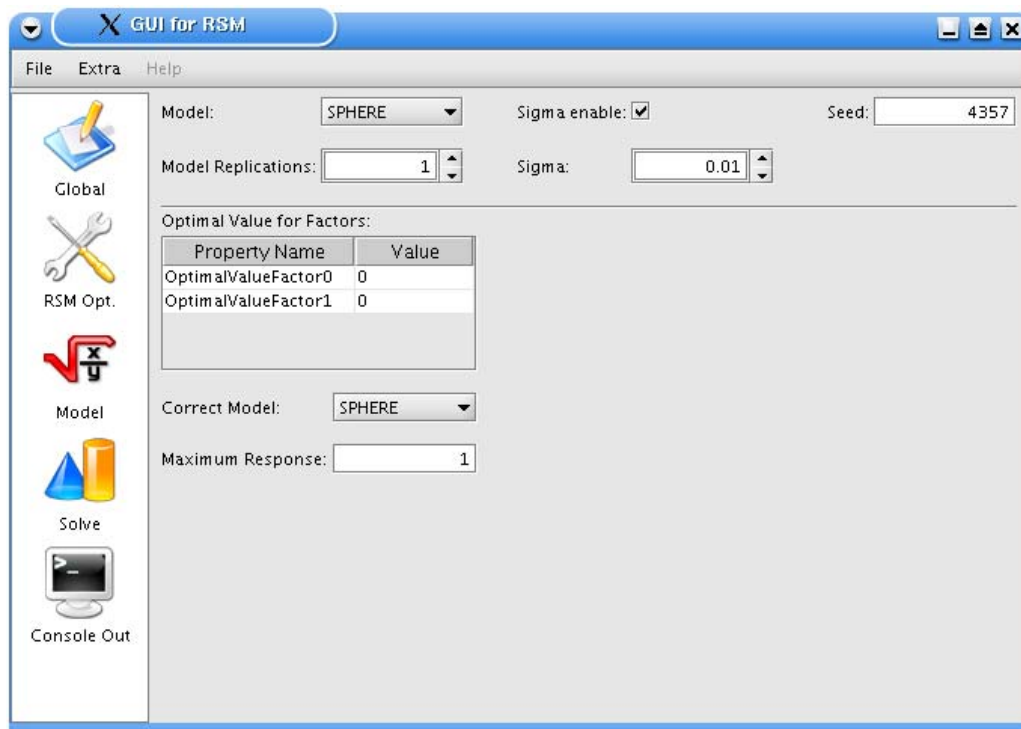 GUI for RSM
File Extra Help
Model: SPHERE Sigma enable: Seed: 4357
Model Replications: 1 Sigma: 0.01
Global
Optimal Value for Factors:
Property Name Value
OptimalValueFactor0 0
OptimalValueFactor1 0
RSM Opt.
x
y
Model
Correct Model: SPHERE
Maximum Response: 1
Solve
>_
Console Out